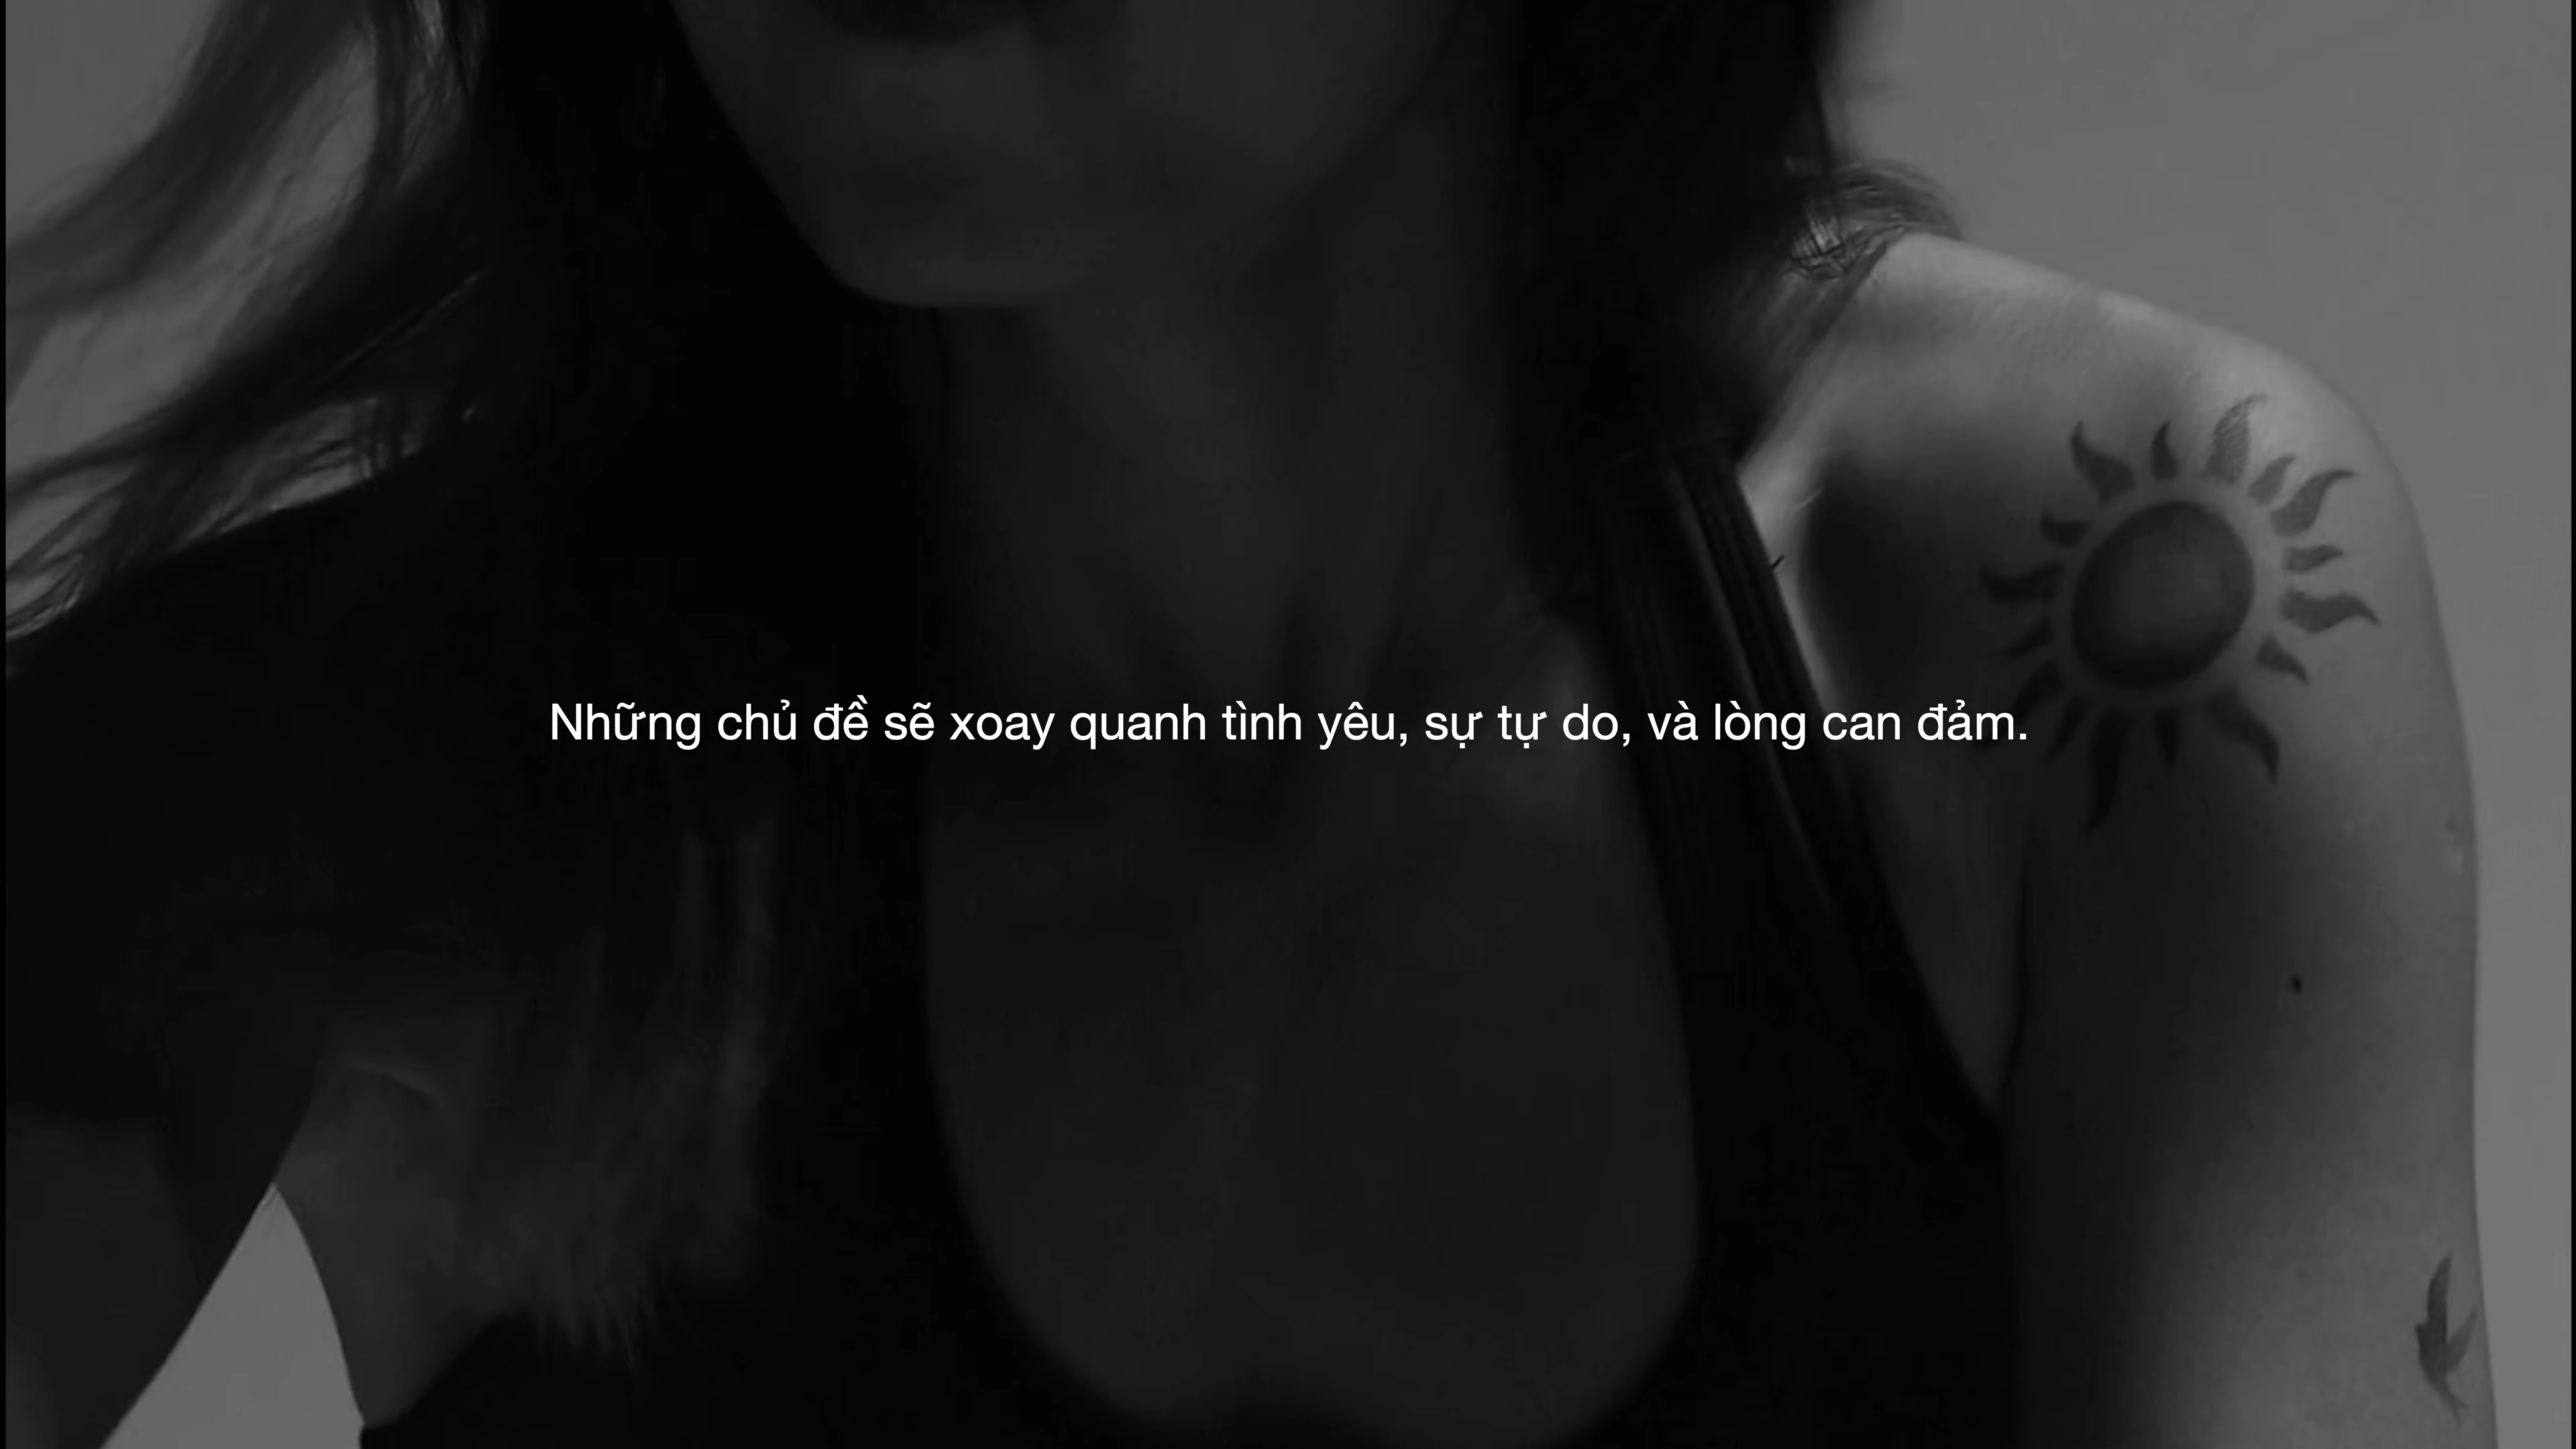 Những chủ đề sẽ xoay quanh tình yêu, sự tự do, và lòng can đảm.